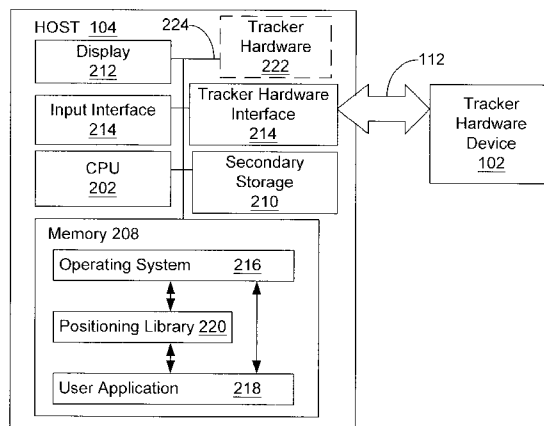 HOST 104
224
Tracker
Hardware
222
Display
212
112
Input Interface
214
Tracker Hardware
Interface
214
Tracker
Hardware
Device
102
CPU
202
Secondary
Storage
210
Memory 208
Operating System 216
Positioning Library 220
User Application 218